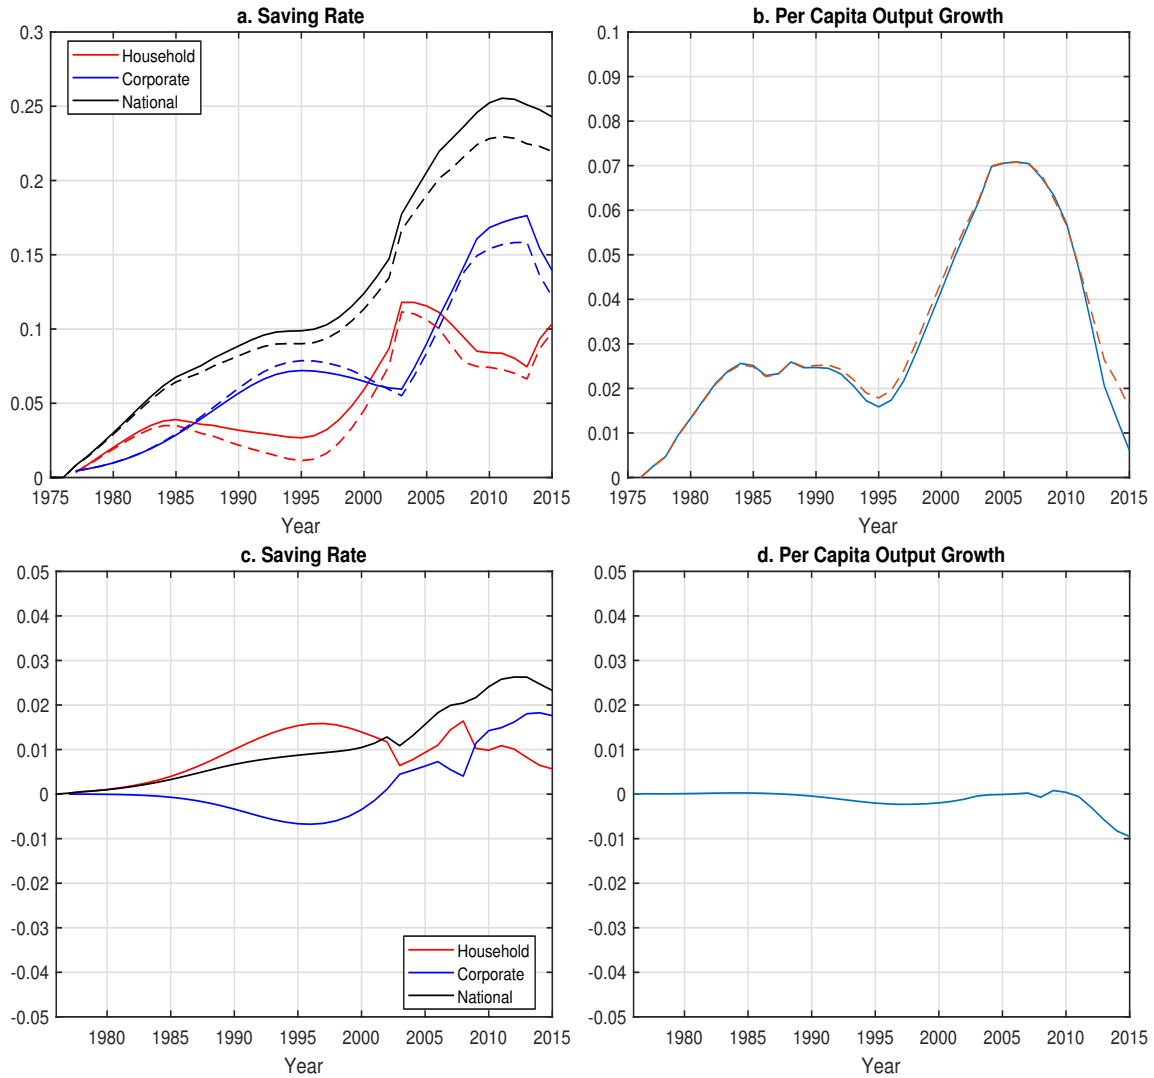 a. Saving Rate
0.3
0.25
0.2
0.15
0.1
0.05
0
Household
Corporate
National
1975 1980 1985 1990 1995 2000 2005 2010 2015
Year
b. Per Capita Output Growth
0.1
0.09
0.08
0.07
0.06
0.05
0.04
0.03
0.02
0.01
0
1975 1980 1985 1990 1995 2000 2005 2010 2015
Year
c. Saving Rate
0.05
0.04
0.03
0.02
0.01
0
-0.01
-0.02
-0.03
-0.04
-0.05
Household
Corporate
National
1980 1985 1990 1995 2000 2005 2010 2015
Year
d. Per Capita Output Growth
0.05
0.04
0.03
0.02
0.01
0
-0.01
-0.02
-0.03
-0.04
-0.05
1980 1985 1990 1995 2000 2005 2010 2015
Year